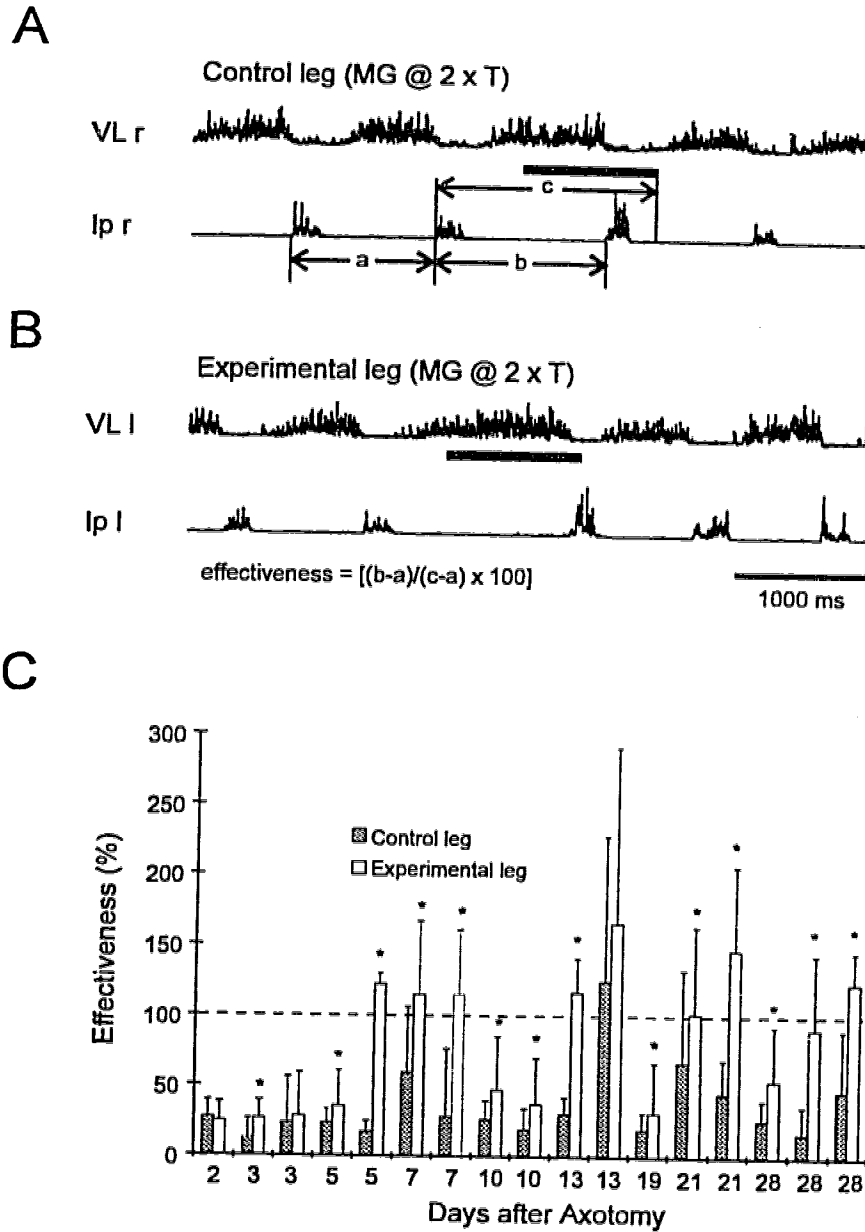 A
Control leg (MG @ 2 x T)
VL r
c
Ip r
a
b
B
Experimental leg (MG @ 2 x T)
VL l
Ip l
effectiveness = [(b-a)/(c-a) x 100]
1000 ms
C
300
250
200
150
100
50
0
Effectiveness (%)
Control leg
Experimental leg
* * * * * * * * * * * * *
2 3 3 5 5 7 7 10 10 13 13 19 21 21 28 28 28
Days after Axotomy